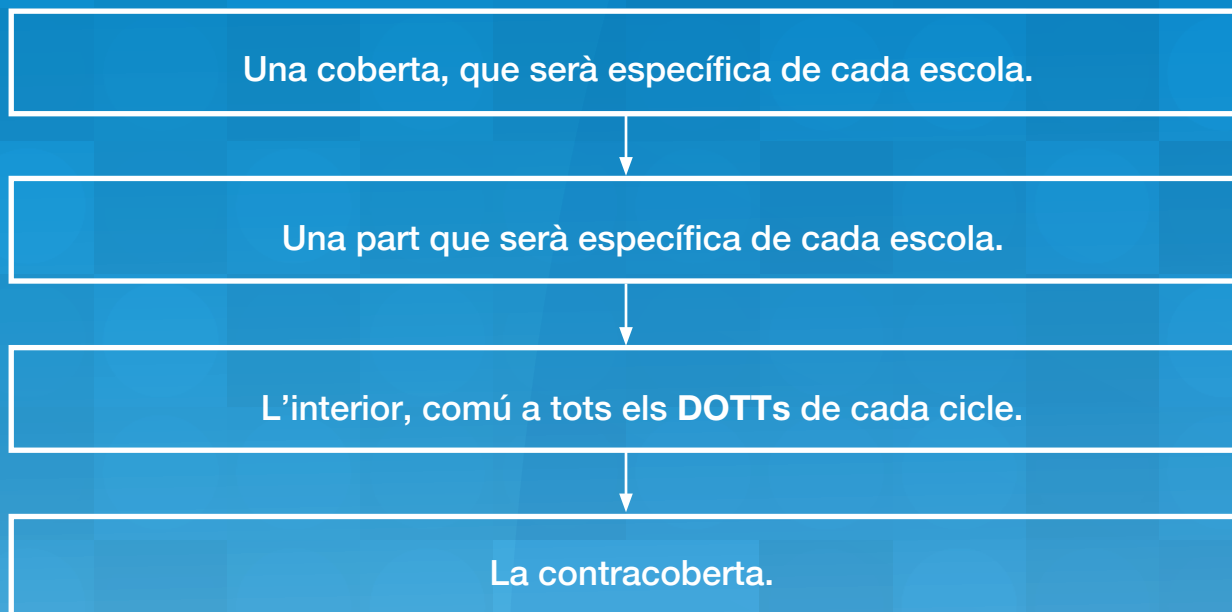 Una coberta, que serà específica de cada escola.
Una part que serà específica de cada escola.
L’interior, comú a tots els DOTTs de cada cicle.
La contracoberta.